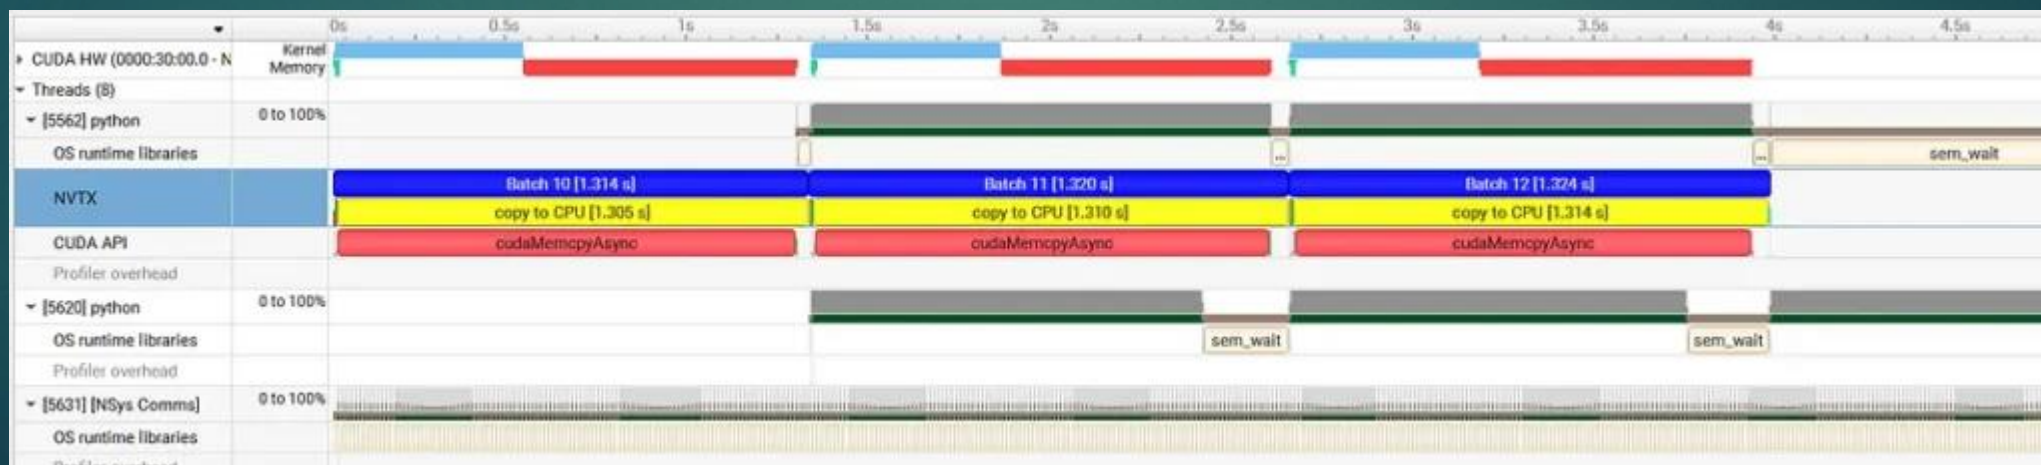 0s 0.5s 1s 1.5s 2s 2.5s 3s 3.5s 4s 4.5s
CUDA HW (0000:30:00.0 - N Kernel
Memory
Threads (8)
[5562] python 0 to 100%
OS runtime libraries ... ... sem_wait
NVTX Batch 10 [1.314 s] Batch 11 [1.320 s] Batch 12 [1.324 s]
copy to CPU [1.305 s] copy to CPU [1.310 s] copy to CPU [1.314 s]
CUDA API cudaMemcpyAsync cudaMemcpyAsync cudaMemcpyAsync
Profiler overhead
[5620] python 0 to 100%
OS runtime libraries sem_wait sem_wait
Profiler overhead
[5631] [NSys Comms] 0 to 100%
OS runtime libraries